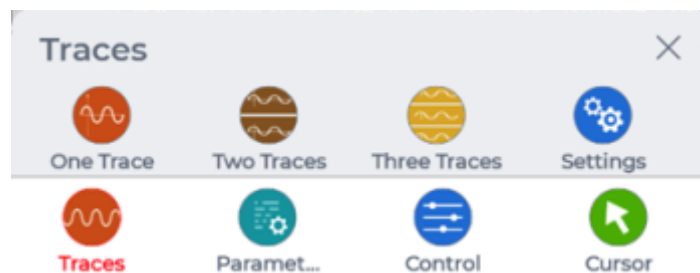 Traces
One Trace Two Traces Three Traces Settings
Traces Paramet... Control Cursor